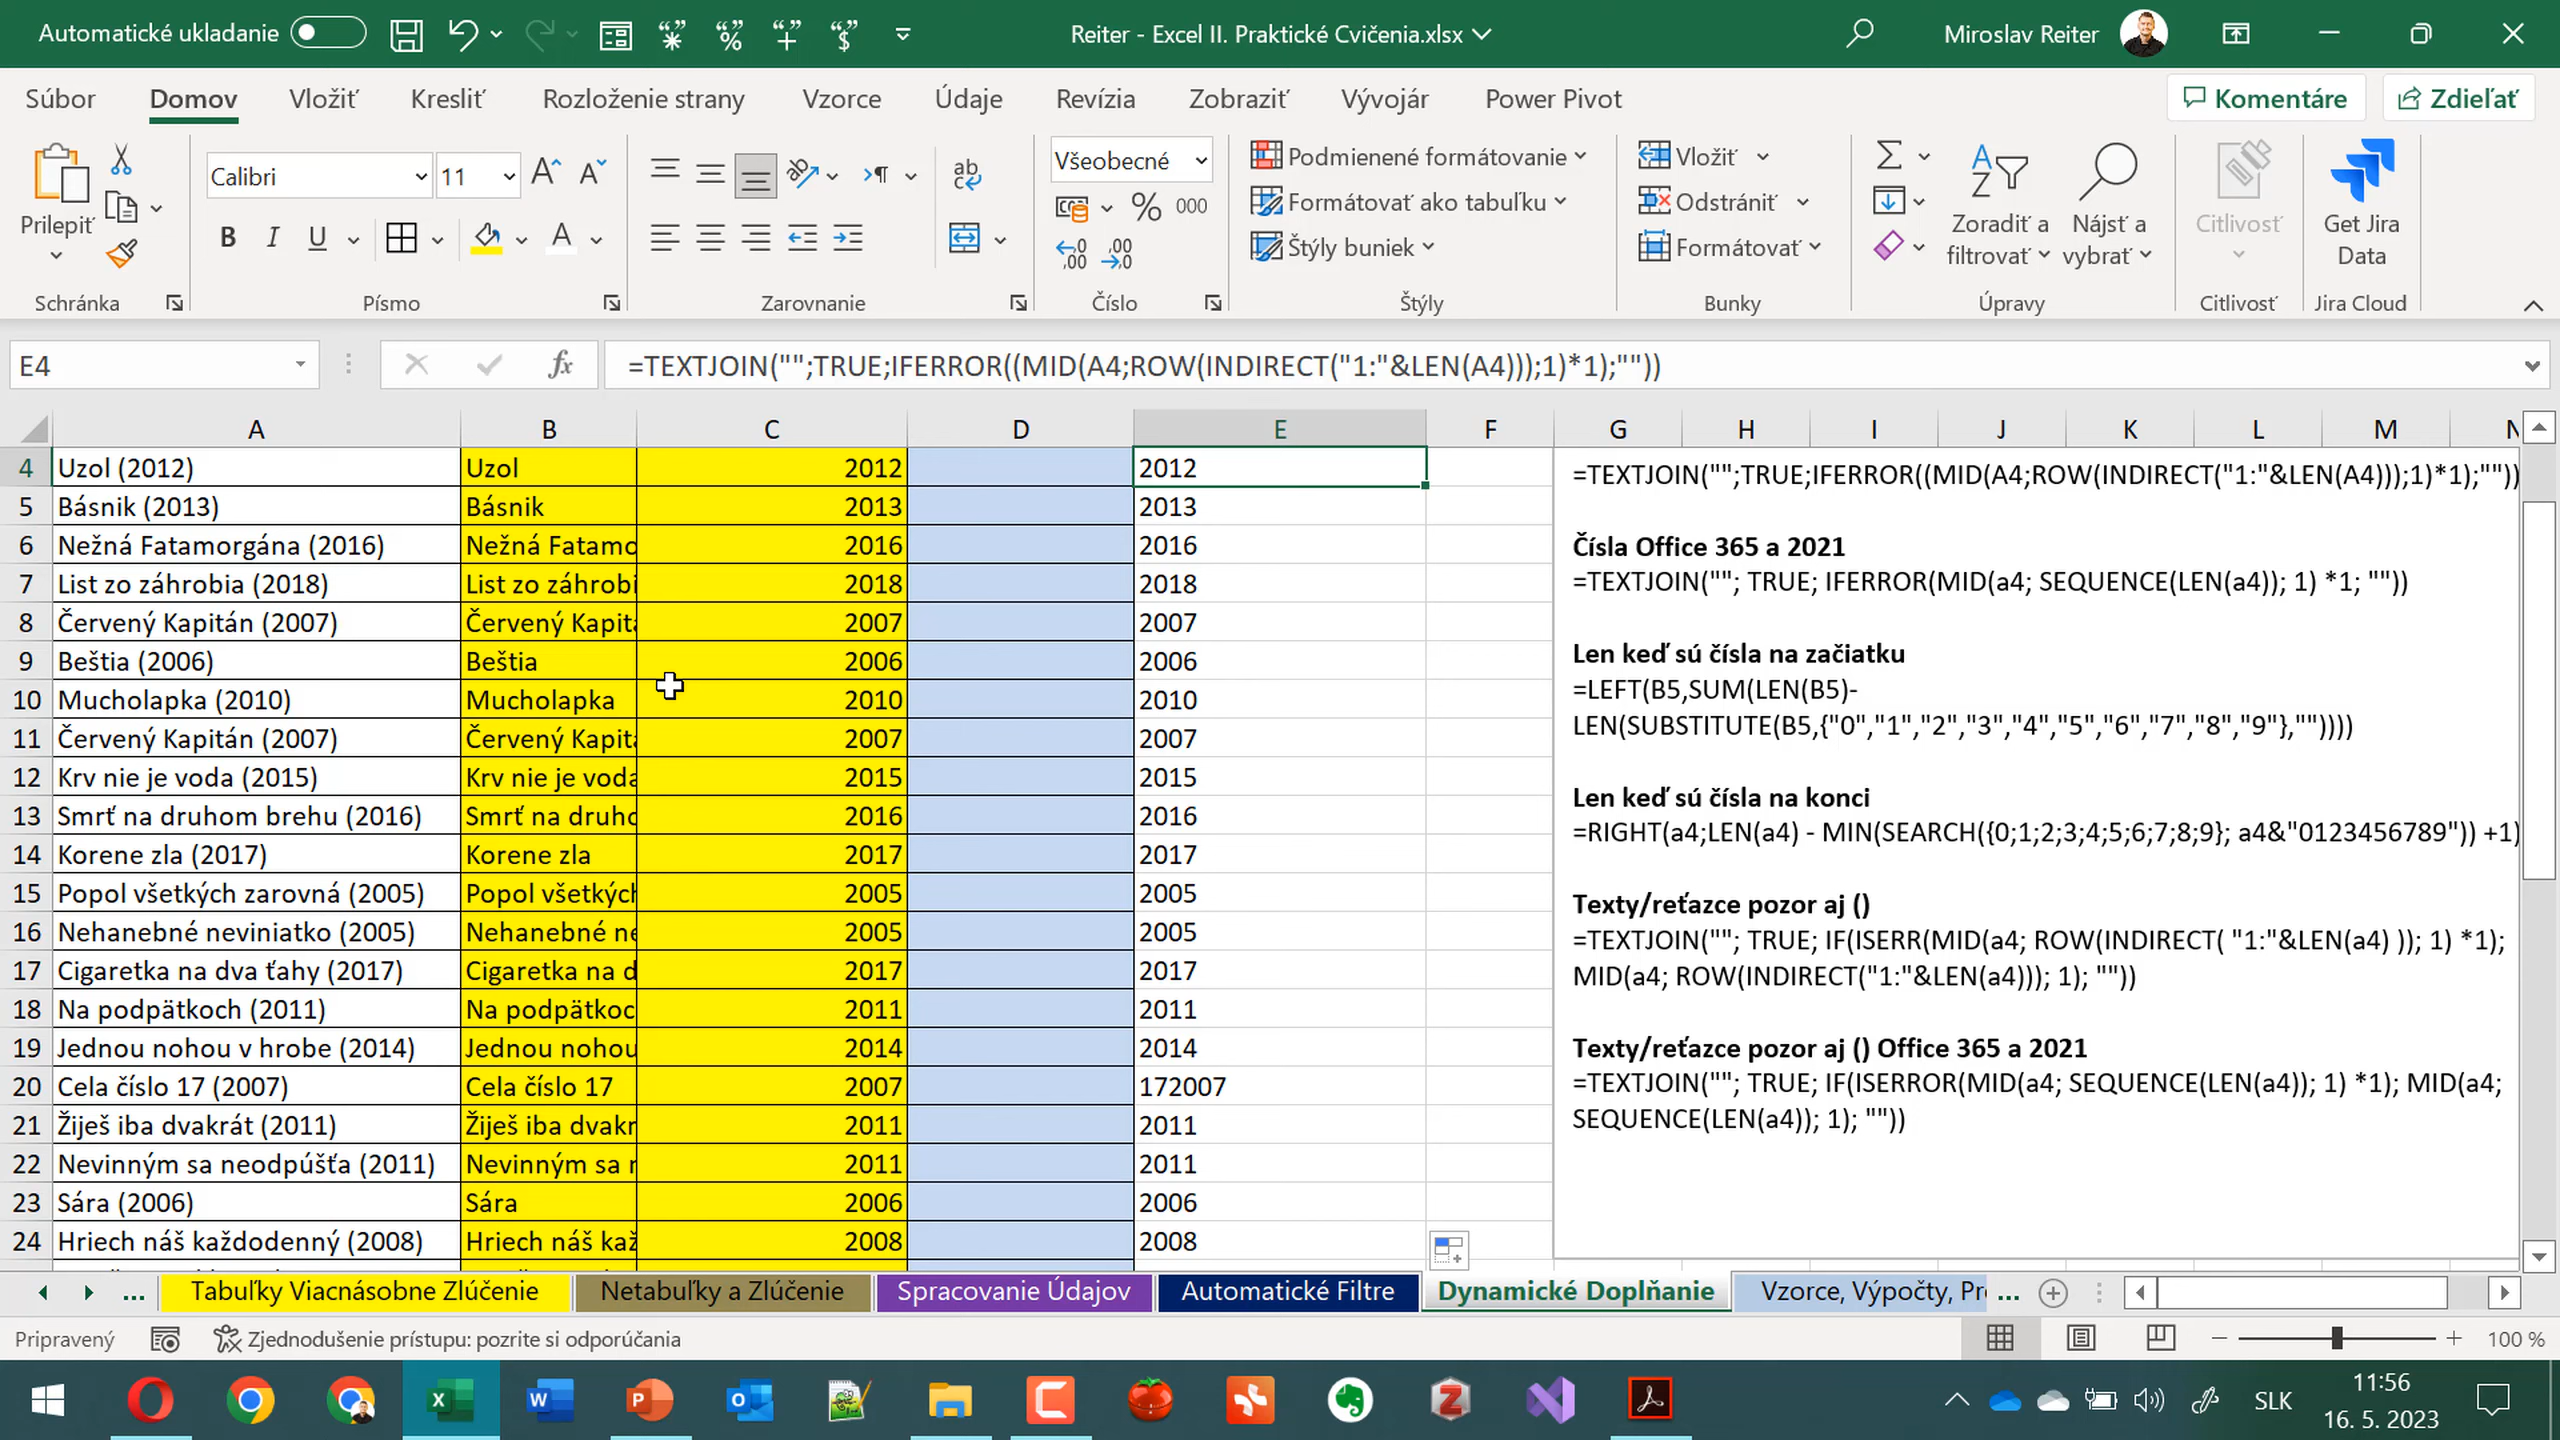 Automatické ukladanie
Reiter - Excel II. Praktické Cvičenia.xlsx
Miroslav Reiter
Súbor Domov Vložiť Kresliť Rozloženie strany Vzorce Údaje Revízia Zobraziť Vývojár Power Pivot Komentáre Zdieľať
Prilepiť
Schránka
Calibri 11
B I U
Písmo
Zarovnanie
Všeobecné
% 000
Číslo
Podmienené formátovanie
Formátovať ako tabuľku
Štýly buniek
Štýly
Vložiť
Odstrániť
Formátovať
Bunky
Zoradiť a filtrovať
Nájsť a vybrať
Úpravy
Citlivosť
Citlivosť
Get Jira Data
Jira Cloud
E4 fx =TEXTJOIN("";TRUE;IFERROR((MID(A4;ROW(INDIRECT("1:"&LEN(A4)));1)*1);""))
A B C D E F G H I J K L M N
4 Uzol (2012) Uzol 2012 2012
5 Básnik (2013) Básnik 2013 2013
6 Nežná Fatamorgána (2016) Nežná Fatamo 2016 2016
7 List zo záhrobia (2018) List zo záhrobi 2018 2018
8 Červený Kapitán (2007) Červený Kapitá 2007 2007
9 Beštia (2006) Beštia 2006 2006
10 Mucholapka (2010) Mucholapka 2010 2010
11 Červený Kapitán (2007) Červený Kapitá 2007 2007
12 Krv nie je voda (2015) Krv nie je voda 2015 2015
13 Smrť na druhom brehu (2016) Smrť na druho 2016 2016
14 Korene zla (2017) Korene zla 2017 2017
15 Popol všetkých zarovná (2005) Popol všetkých 2005 2005
16 Nehanebné neviniatko (2005) Nehanebné ne 2005 2005
17 Cigaretka na dva ťahy (2017) Cigaretka na d 2017 2017
18 Na podpätkoch (2011) Na podpätkoc 2011 2011
19 Jednou nohou v hrobe (2014) Jednou nohou 2014 2014
20 Cela číslo 17 (2007) Cela číslo 17 2007 172007
21 Žiješ iba dvakrát (2011) Žiješ iba dvakr 2011 2011
22 Nevinným sa neodpúšťa (2011) Nevinným sa n 2011 2011
23 Sára (2006) Sára 2006 2006
24 Hriech náš každodenný (2008) Hriech náš kaž 2008 2008
=TEXTJOIN("";TRUE;IFERROR((MID(A4;ROW(INDIRECT("1:"&LEN(A4)));1)*1);""))
Čísla Office 365 a 2021
=TEXTJOIN(""; TRUE; IFERROR(MID(a4; SEQUENCE(LEN(a4)); 1) *1; ""))
Len keď sú čísla na začiatku
=LEFT(B5,SUM(LEN(B5)-
LEN(SUBSTITUTE(B5,{"0","1","2","3","4","5","6","7","8","9"},""))))
Len keď sú čísla na konci
=RIGHT(a4;LEN(a4) - MIN(SEARCH({0;1;2;3;4;5;6;7;8;9}; a4&"0123456789")) +1)
Texty/reťazce pozor aj ()
=TEXTJOIN(""; TRUE; IF(ISERR(MID(a4; ROW(INDIRECT( "1:"&LEN(a4) )); 1) *1);
MID(a4; ROW(INDIRECT("1:"&LEN(a4))); 1); ""))
Texty/reťazce pozor aj () Office 365 a 2021
=TEXTJOIN(""; TRUE; IF(ISERROR(MID(a4; SEQUENCE(LEN(a4)); 1) *1); MID(a4;
SEQUENCE(LEN(a4)); 1); ""))
... Tabuľky Viacnásobne Zlúčenie Netabuľky a Zlúčenie Spracovanie Údajov Automatické Filtre Dynamické Doplňanie Vzorce, Výpočty, Pr ...
Pripravený Zjednodušenie prístupu: pozrite si odporúčania 100 %
SLK
11:56
16. 5. 2023